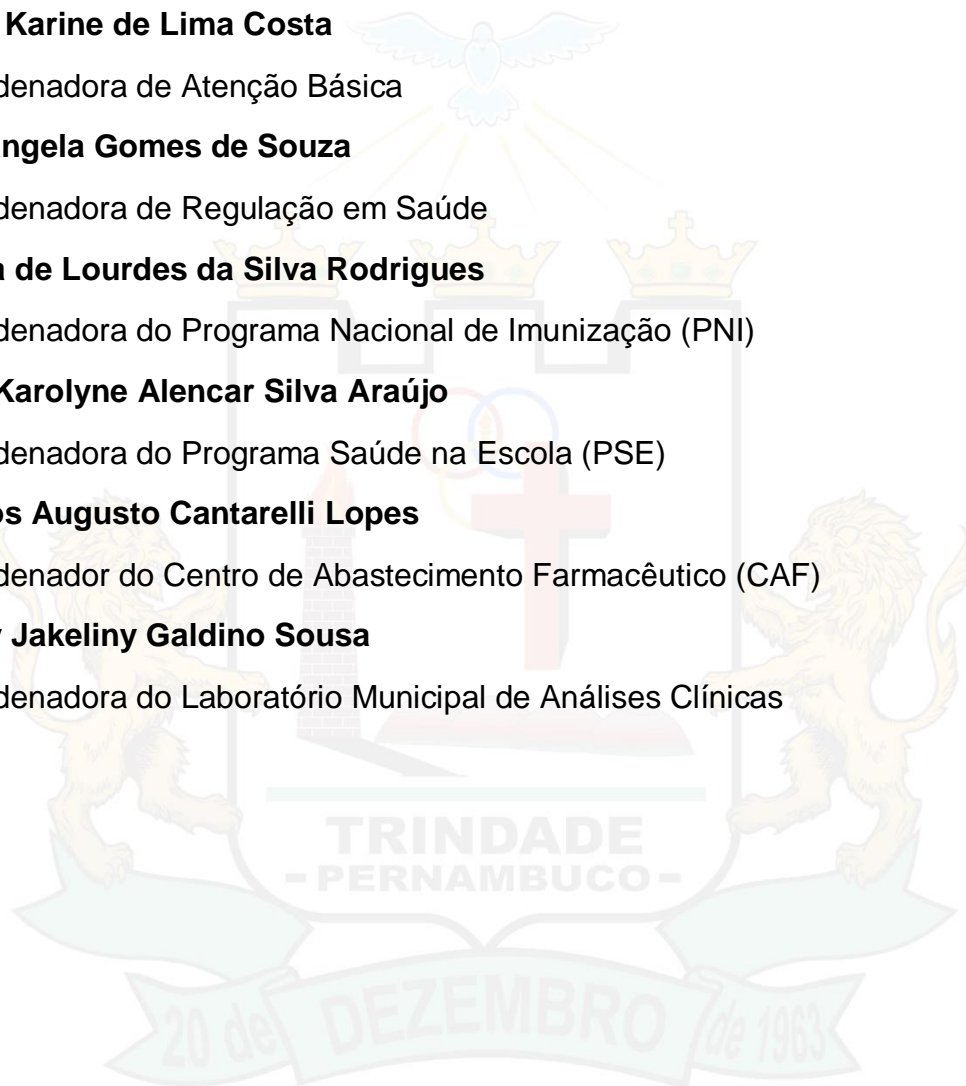 Karine de Lima Costa
denadora de Atenção Básica
ngela Gomes de Souza
denadora de Regulação em Saúde
a de Lourdes da Silva Rodrigues
denadora do Programa Nacional de Imunização (PNI)
Karolyne Alencar Silva Araújo
denadora do Programa Saúde na Escola (PSE)
os Augusto Cantarelli Lopes
denador do Centro de Abastecimento Farmacêutico (CAF)
Jakeliny Galdino Sousa
denadora do Laboratório Municipal de Análises Clínicas
TRINDADE
- PERNAMBUCO -
20 de DEZEMBRO de 1963